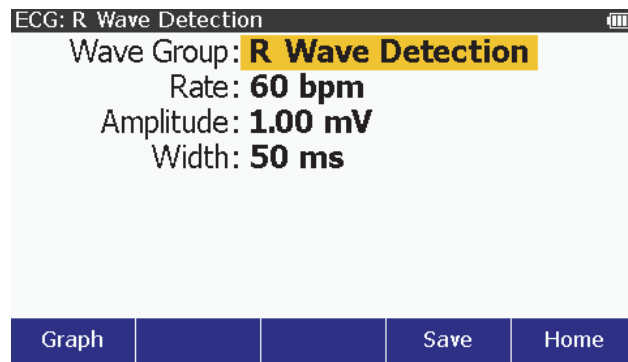 ECG: R Wave Detection
Wave Group: R Wave Detection
Rate: 60 bpm
Amplitude: 1.00 mV
Width: 50 ms
Graph Save Home